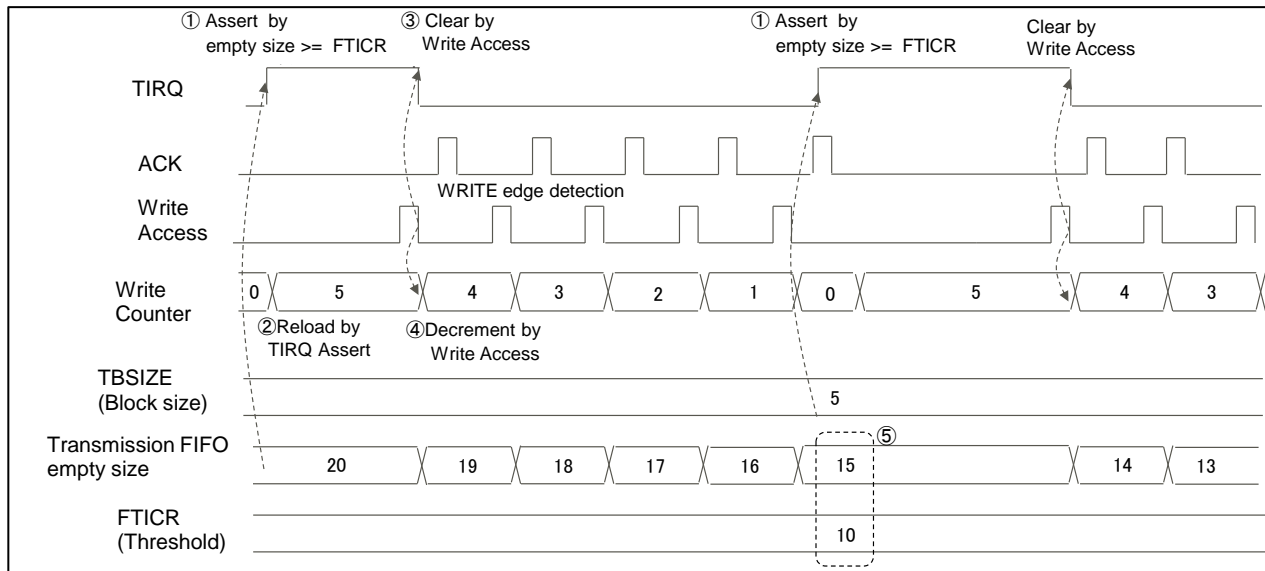 ① Assert by
empty size >= FTICR
③ Clear by
Write Access
① Assert by
empty size >= FTICR
Clear by
Write Access
TIRQ
ACK
WRITE edge detection
Write
Access
Write
Counter
0 5 4 3 2 1 0 5 4 3
②Reload by
TIRQ Assert
④Decrement by
Write Access
TBSIZE
(Block size)
5
Transmission FIFO
empty size
20 19 18 17 16 15 14 13
⑤
FTICR
(Threshold)
10